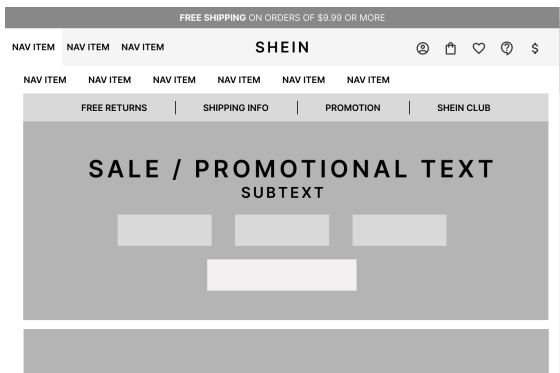 FREE SHIPPING ON ORDERS OF $9.99 OR MORE
NAV ITEM NAV ITEM NAV ITEM SHEIN $
NAV ITEM NAV ITEM NAV ITEM NAV ITEM NAV ITEM NAV ITEM
FREE RETURNS SHIPPING INFO PROMOTION SHEIN CLUB
SALE / PROMOTIONAL TEXT
SUBTEXT